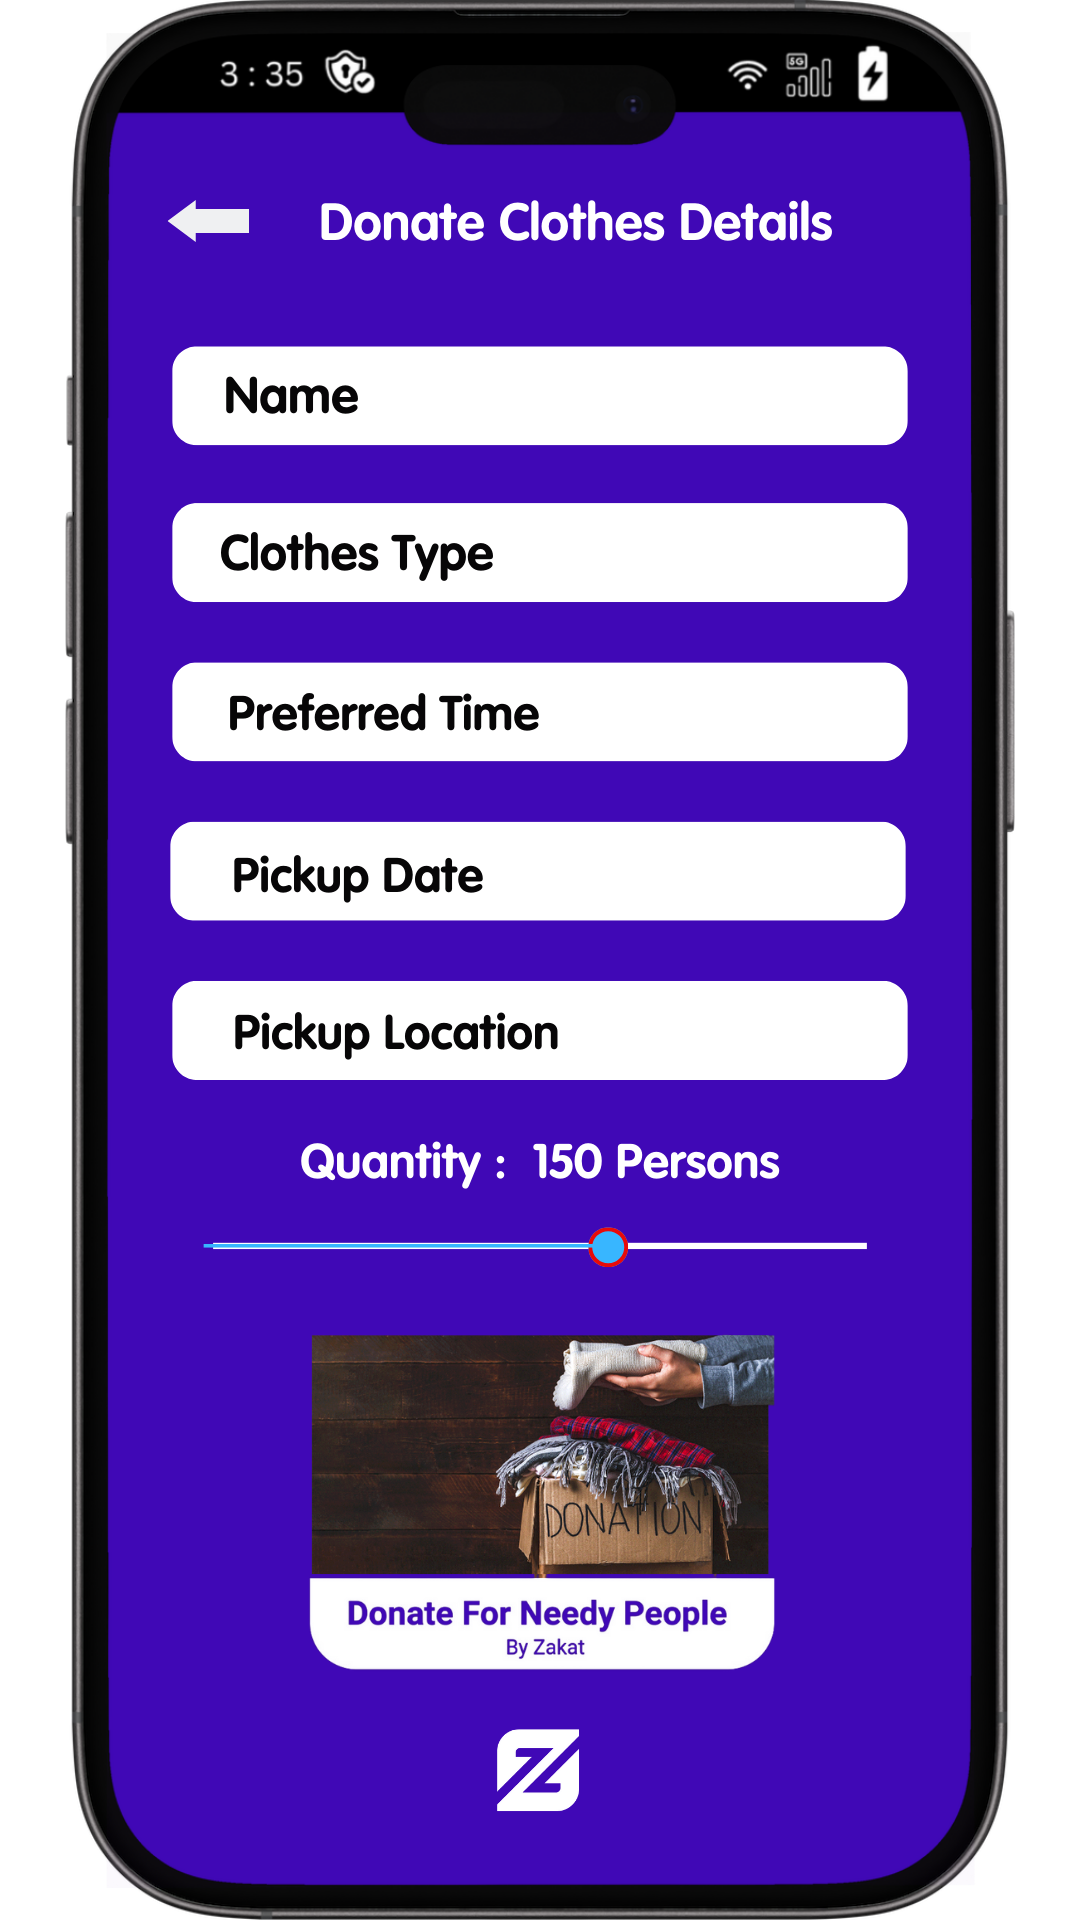 3 : 35
5G
Donate Clothes Details
Name
Clothes Type
Preferred Time
Pickup Date
Pickup Location
Quantity : 150 Persons
DONATION
Donate For Needy People
By Zakat
Z